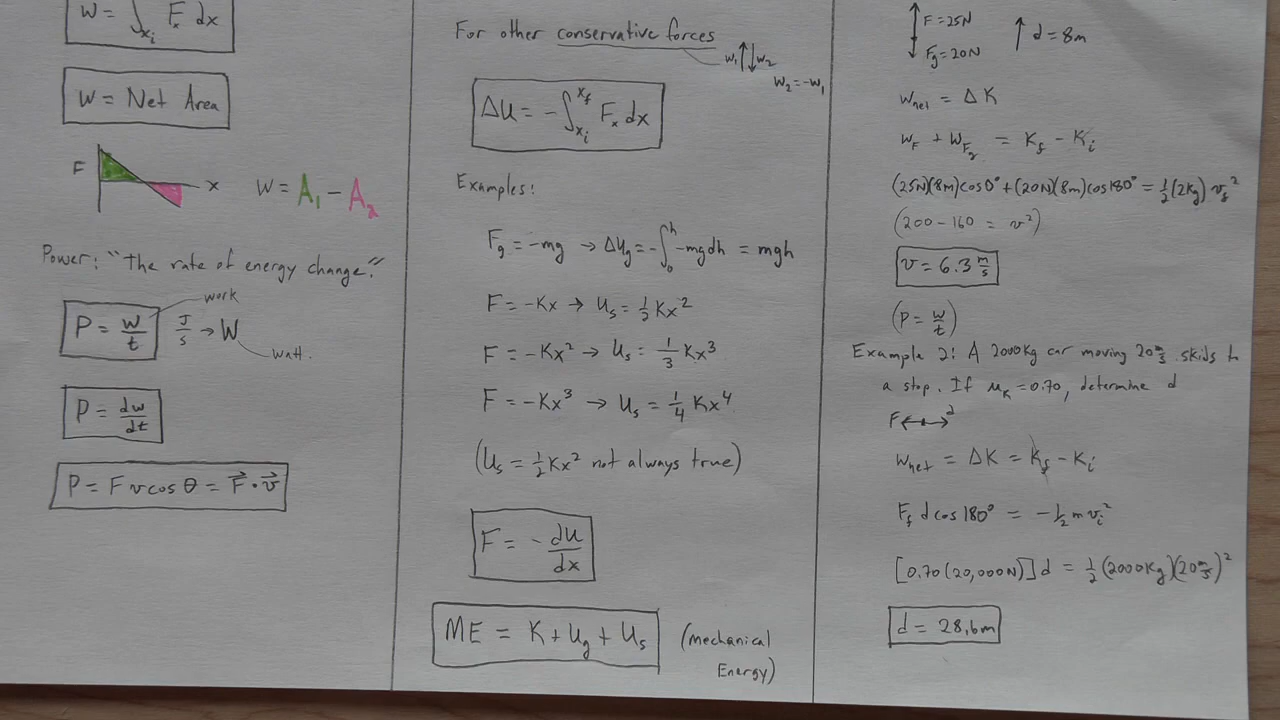 W = ∫xi Fx dx
W = Net Area
F
x
W = A1 − A2
Power: "The rate of energy change."
work
P = W/t
J/s → W
watt.
P = dw/dt
P = F v cos θ = F⃗ · v⃗
For other conservative forces
w1 ↑↓ w2
w2 = −w1
ΔU = −∫xi^xf Fx dx
Examples:
Fg = −mg → ΔUg = −∫0^h −mgdh = mgh
F = −Kx → Us = 1/2 Kx²
F = −Kx² → Us = 1/3 Kx³
F = −Kx³ → Us = 1/4 Kx⁴
(Us = 1/2 Kx² not always true)
F = − dU/dx
ME = K + Ug + Us
(mechanical
Energy)
F = 25N
Fg = 20N
↑ d = 8m
Wnet = ΔK
WF + WFg = Kf − Ki
(25N)(8m)cos0° + (20N)(8m)cos180° = 1/2 (2Kg) vf²
(200 − 160 = v²)
v = 6.3 m/s
(P = W/t)
Example 2: A 2000Kg car moving 20 m/s skids to
a stop. If μK = 0.70, determine d
F ↔ d
Wnet = ΔK = Kf − Ki
Ff d cos 180° = −1/2 m vi²
[0.70(20,000N)]d = 1/2 (2000Kg)(20 m/s)²
d = 28.6m